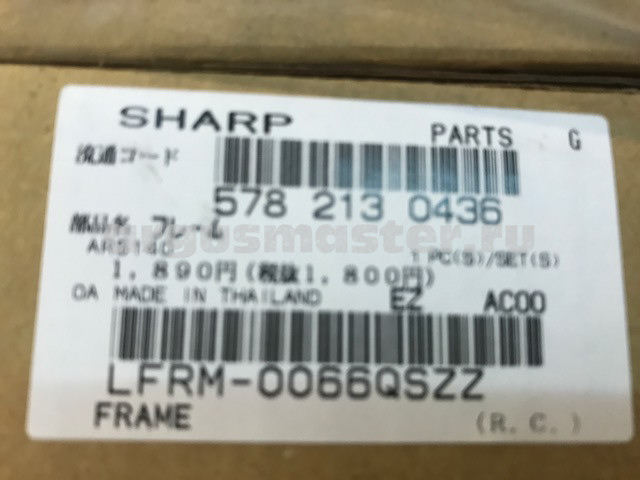 SHARP PARTS G
流通コード
578 213 0436
部品名 フレーム
1 PC(S)/SET(S)
1,890円(税抜1,800円)
OA MADE IN THAILAND EZ AC00
LFRM-0066QSZZ
FRAME (R.C.)